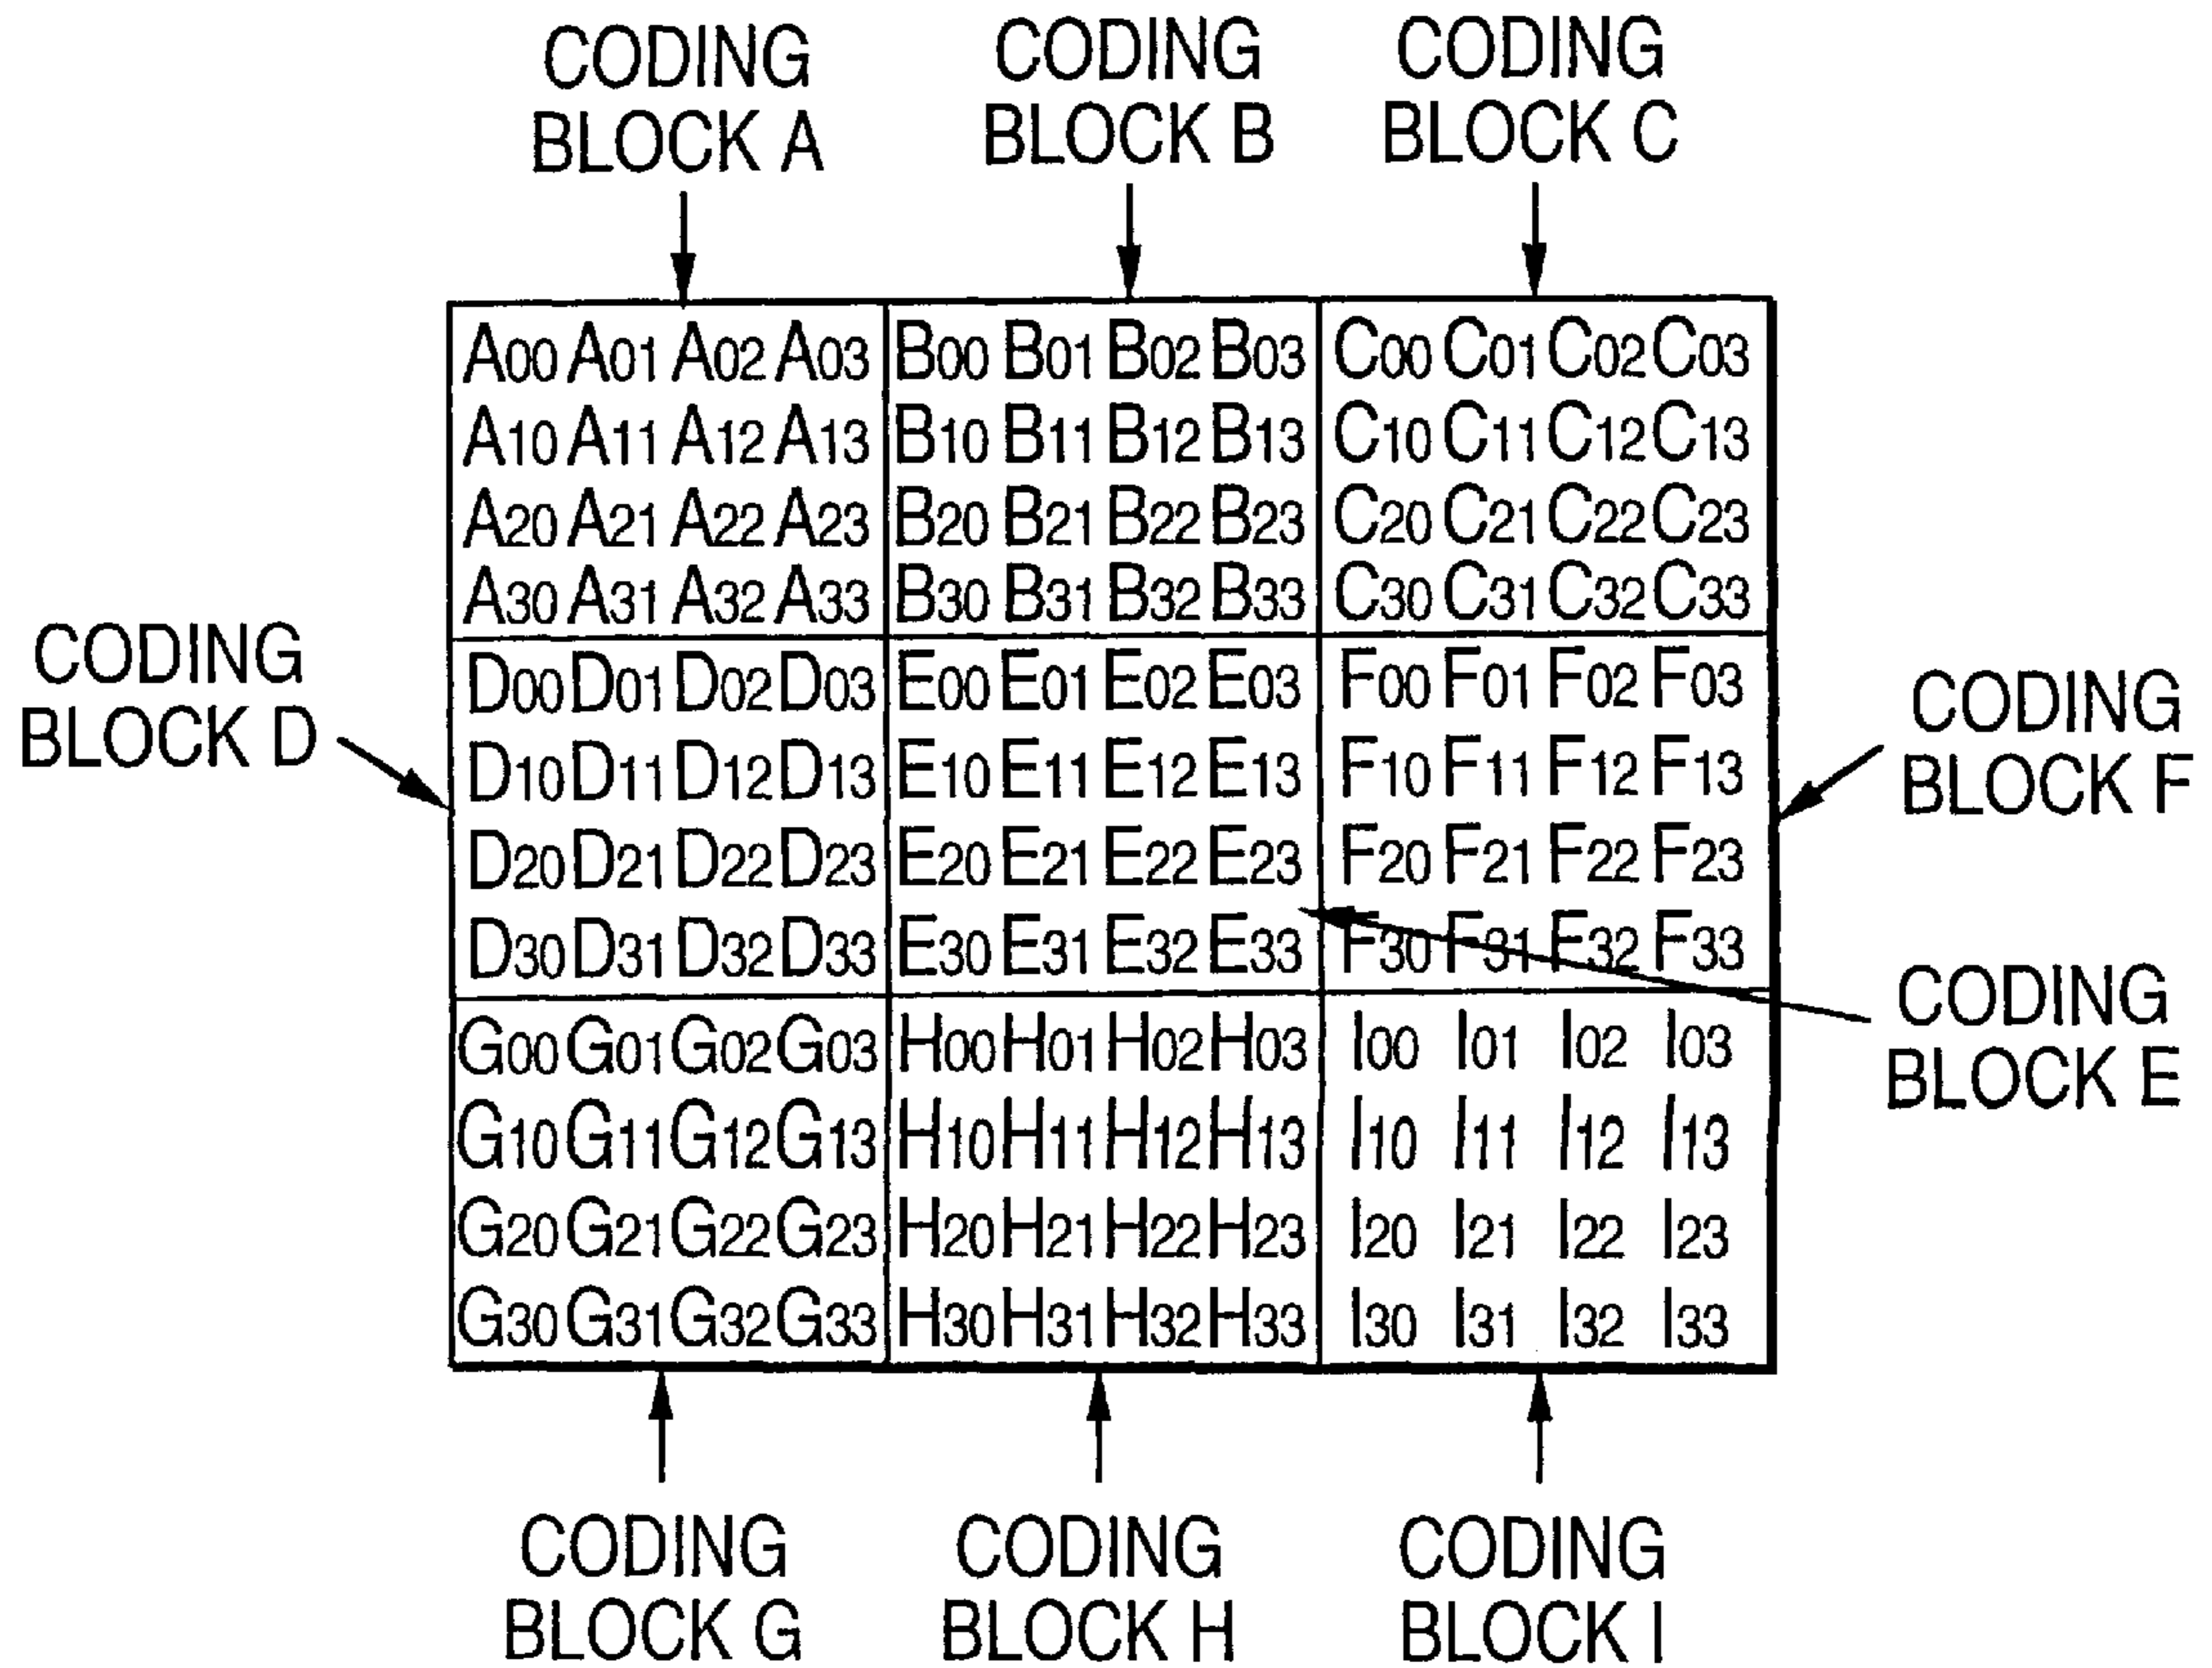 CODING
BLOCK A
CODING
BLOCK B
CODING
BLOCK C
A00 A01 A02 A03 B00 B01 B02 B03 C00 C01 C02 C03
A10 A11 A12 A13 B10 B11 B12 B13 C10 C11 C12 C13
A20 A21 A22 A23 B20 B21 B22 B23 C20 C21 C22 C23
A30 A31 A32 A33 B30 B31 B32 B33 C30 C31 C32 C33
CODING
BLOCK D
D00 D01 D02 D03 E00 E01 E02 E03 F00 F01 F02 F03
D10 D11 D12 D13 E10 E11 E12 E13 F10 F11 F12 F13
D20 D21 D22 D23 E20 E21 E22 E23 F20 F21 F22 F23
D30 D31 D32 D33 E30 E31 E32 E33 F30 F31 F32 F33
CODING
BLOCK F
CODING
BLOCK E
G00 G01 G02 G03 H00 H01 H02 H03 I00 I01 I02 I03
G10 G11 G12 G13 H10 H11 H12 H13 I10 I11 I12 I13
G20 G21 G22 G23 H20 H21 H22 H23 I20 I21 I22 I23
G30 G31 G32 G33 H30 H31 H32 H33 I30 I31 I32 I33
CODING
BLOCK G
CODING
BLOCK H
CODING
BLOCK I